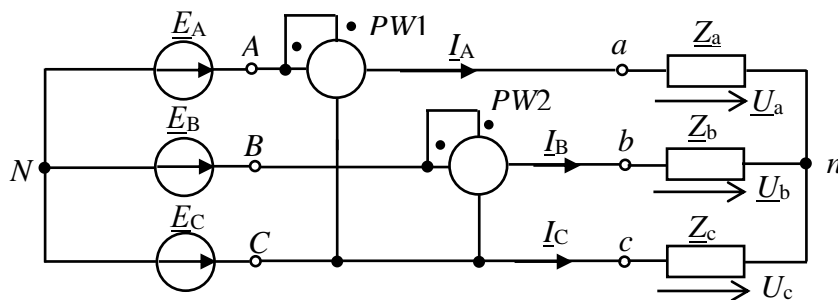 E_A A PW1 I_A a Z_a
U_a
E_B B PW2 I_B b Z_b
N n
U_b
E_C C I_C c Z_c
U_c